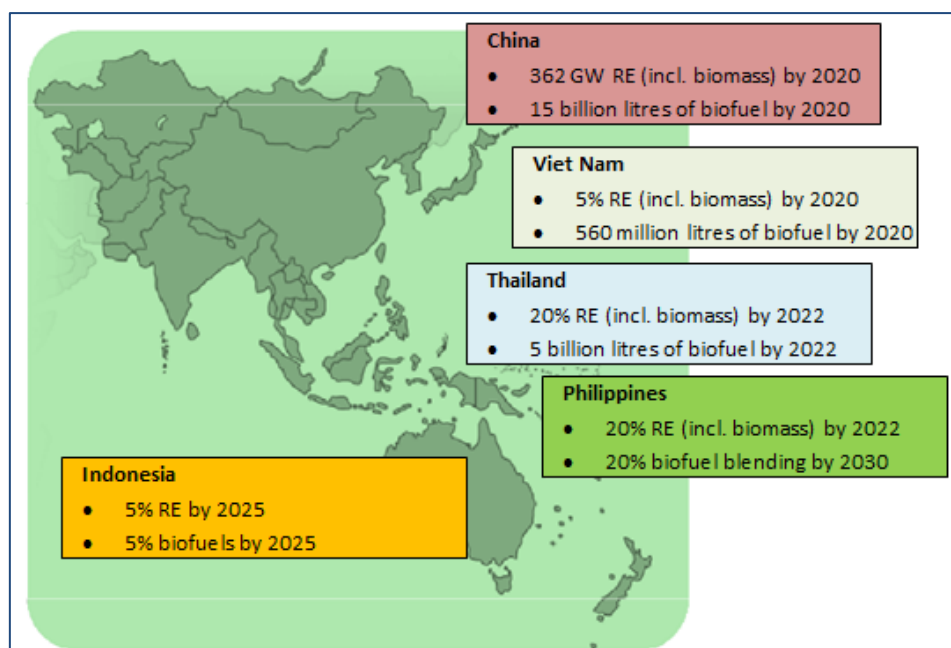 China
• 362 GW RE (incl. biomass) by 2020
• 15 billion litres of biofuel by 2020
Viet Nam
• 5% RE (incl. biomass) by 2020
• 560 million litres of biofuel by 2020
Thailand
• 20% RE (incl. biomass) by 2022
• 5 billion litres of biofuel by 2022
Philippines
• 20% RE (incl. biomass) by 2022
• 20% biofuel blending by 2030
Indonesia
• 5% RE by 2025
• 5% biofuels by 2025